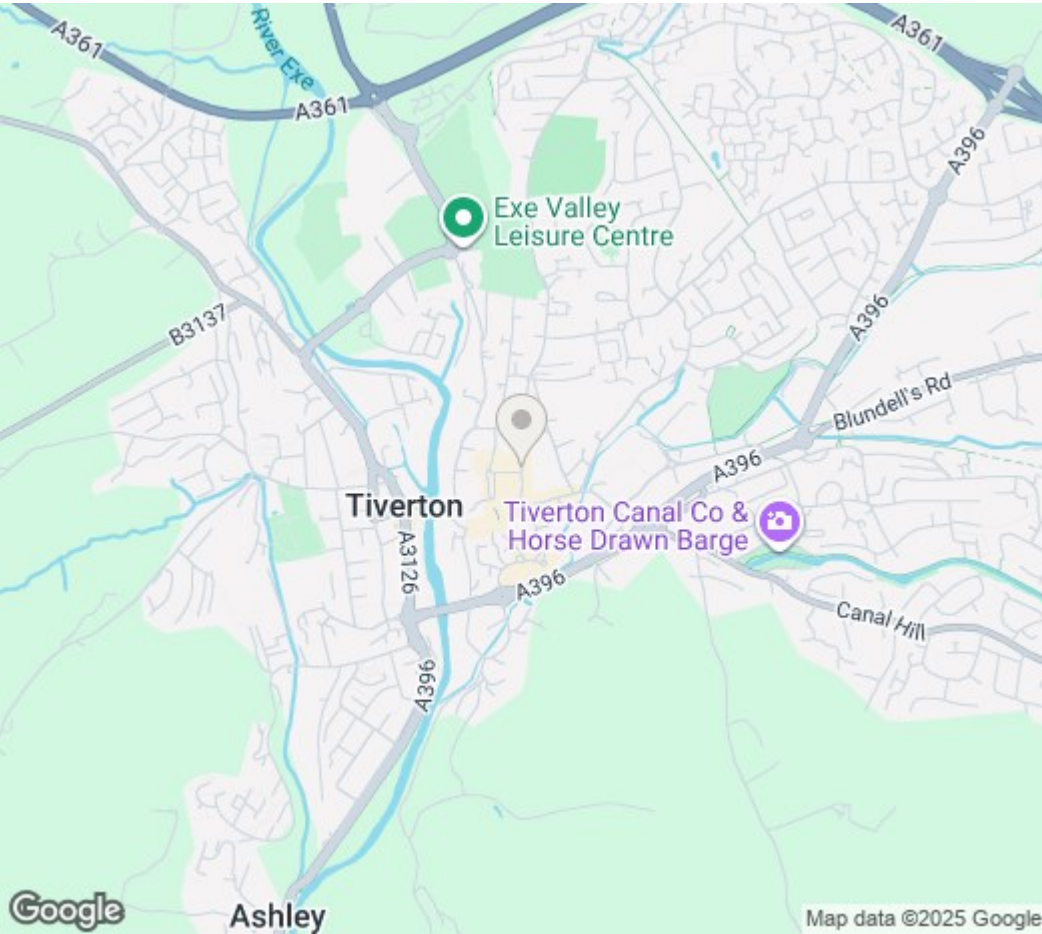 A361
River Exe
A361
A361
A396
Exe Valley
Leisure Centre
A396
B3137
Blundell's Rd
A396
Tiverton
Tiverton Canal Co &
Horse Drawn Barge
A3126
A396
Canal Hill
A396
Ashley
Google
Map data ©2025 Google